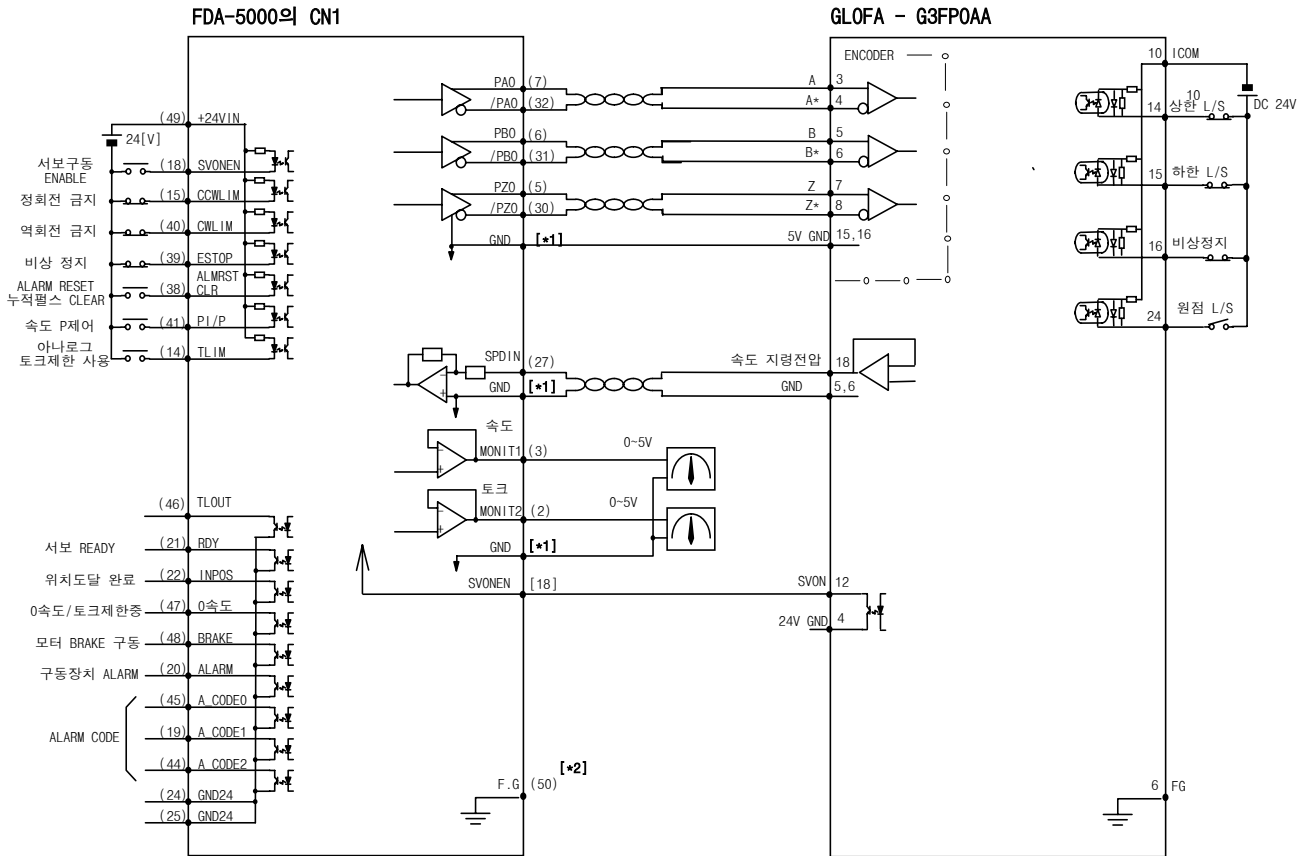 FDA-5000의 CN1
GLOFA - G3FPOAA
(49) +24VIN
24[V]
서보구동
ENABLE
(18) SVONEN
정회전 금지
(15) CCWLIM
역회전 금지
(40) CWLIM
비상 정지
(39) ESTOP
ALARM RESET
누적펄스 CLEAR
(38)
ALMRST
CLR
속도 P제어
(41) PI/P
아나로그
토크제한 사용
(14) TLIM
PAO (7)
/PAO (32)
PBO (6)
/PBO (31)
PZO (5)
/PZO (30)
GND [*1]
ENCODER
A 3
A* 4
B 5
B* 6
Z 7
Z* 8
5V GND 15,16
10 ICOM
10
DC 24V
14 상한 L/S
15 하한 L/S
16 비상정지
24 원점 L/S
SPDIN (27)
GND [*1]
속도 지령전압 18
GND 5,6
속도
MONIT1 (3)
0~5V
토크
MONIT2 (2)
0~5V
GND [*1]
SVONEN [18]
SVON 12
24V GND 4
(46) TLOUT
서보 READY (21) RDY
위치도달 완료 (22) INPOS
0속도/토크제한중 (47) 0속도
모터 BRAKE 구동 (48) BRAKE
구동장치 ALARM (20) ALARM
ALARM CODE
(45) A_CODE0
(19) A_CODE1
(44) A_CODE2
(24) GND24
(25) GND24
F.G (50) [*2]
6 FG